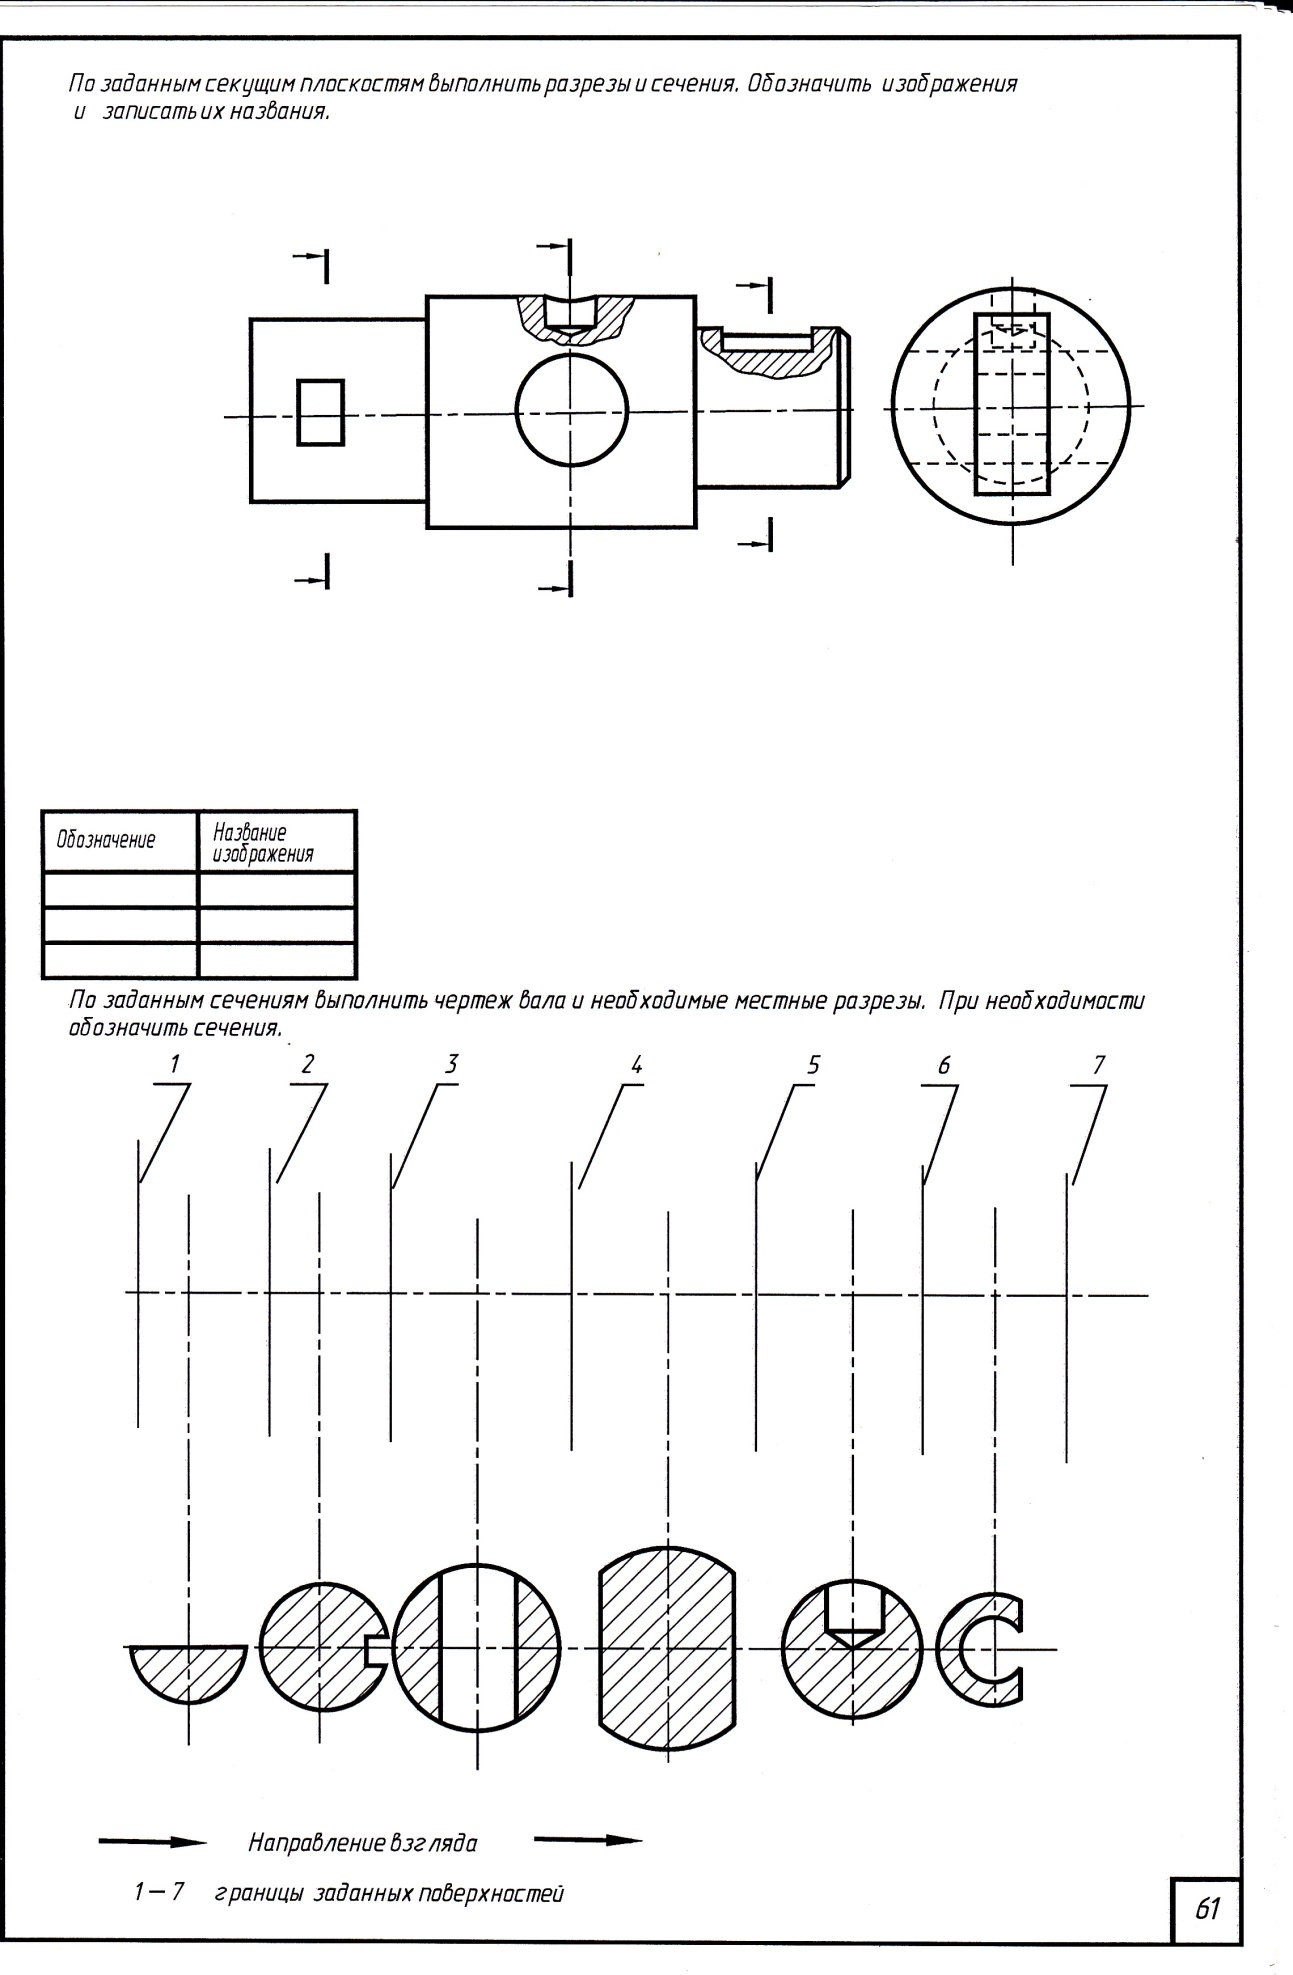 По заданным секущим плоскостям выполнить разрезы и сечения. Обозначить изображения
и записать их названия.
Обозначение
Название
изображения
По заданным сечениям выполнить чертеж вала и необходимые местные разрезы. При необходимости
обозначить сечения.
1 2 3 4 5 6 7
Направление взгляда
1 – 7 границы заданных поверхностей
61